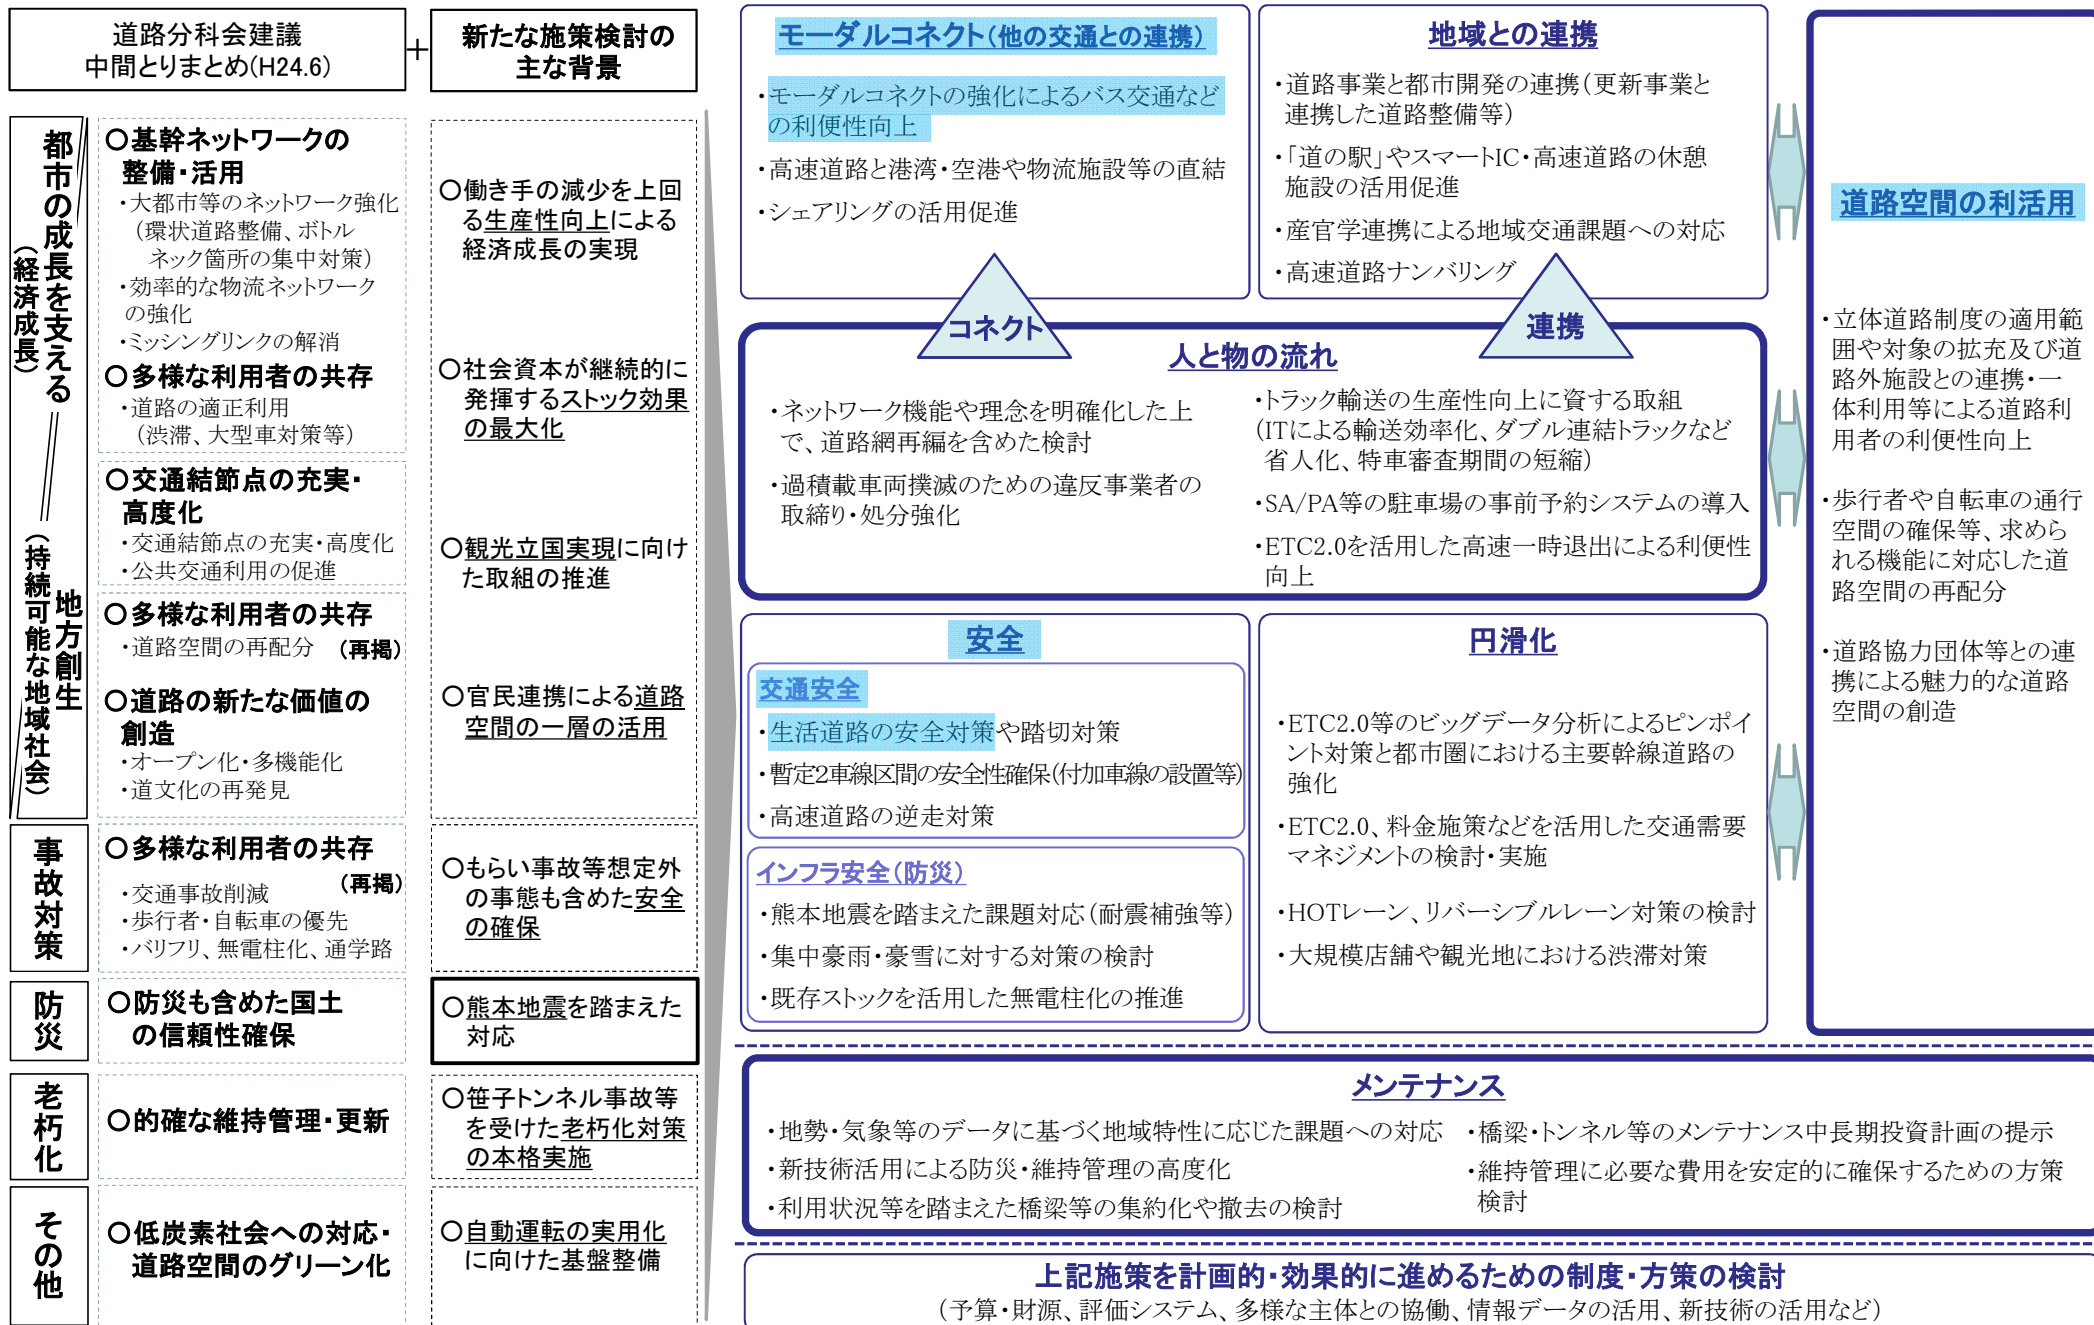 道路分科会建議
中間とりまとめ(H24.6)
＋
新たな施策検討の
主な背景
都市の成長を支える
（経済成長）
地方創生
（持続可能な地域社会）
○基幹ネットワークの
整備・活用
・大都市等のネットワーク強化
（環状道路整備、ボトル
ネック箇所の集中対策）
・効率的な物流ネットワーク
の強化
・ミッシングリンクの解消
○多様な利用者の共存
・道路の適正利用
（渋滞、大型車対策等）
○交通結節点の充実・
高度化
・交通結節点の充実・高度化
・公共交通利用の促進
○多様な利用者の共存
・道路空間の再配分 (再掲)
○道路の新たな価値の
創造
・オープン化・多機能化
・道文化の再発見
○働き手の減少を上回
る生産性向上による
経済成長の実現
○社会資本が継続的に
発揮するストック効果
の最大化
○観光立国実現に向け
た取組の推進
○官民連携による道路
空間の一層の活用
事故対策
○多様な利用者の共存
(再掲)
・交通事故削減
・歩行者・自転車の優先
・バリフリ、無電柱化、通学路
○もらい事故等想定外
の事態も含めた安全
の確保
防災
○防災も含めた国土
の信頼性確保
○熊本地震を踏まえた
対応
老朽化
○的確な維持管理・更新
○笹子トンネル事故等
を受けた老朽化対策
の本格実施
その他
○低炭素社会への対応・
道路空間のグリーン化
○自動運転の実用化
に向けた基盤整備
モーダルコネクト（他の交通との連携）
・モーダルコネクトの強化によるバス交通など
の利便性向上
・高速道路と港湾・空港や物流施設等の直結
・シェアリングの活用促進
地域との連携
・道路事業と都市開発の連携（更新事業と
連携した道路整備等）
・「道の駅」やスマートIC・高速道路の休憩
施設の活用促進
・産官学連携による地域交通課題への対応
・高速道路ナンバリング
コネクト
連携
人と物の流れ
・ネットワーク機能や理念を明確化した上
で、道路網再編を含めた検討
・過積載車両撲滅のための違反事業者の
取締り・処分強化
・トラック輸送の生産性向上に資する取組
（ITによる輸送効率化、ダブル連結トラックなど
省人化、特車審査期間の短縮）
・SA/PA等の駐車場の事前予約システムの導入
・ETC2.0を活用した高速一時退出による利便性
向上
安全
交通安全
・生活道路の安全対策や踏切対策
・暫定2車線区間の安全性確保(付加車線の設置等)
・高速道路の逆走対策
インフラ安全（防災）
・熊本地震を踏まえた課題対応（耐震補強等）
・集中豪雨・豪雪に対する対策の検討
・既存ストックを活用した無電柱化の推進
円滑化
・ETC2.0等のビッグデータ分析によるピンポイ
ント対策と都市圏における主要幹線道路の
強化
・ETC2.0、料金施策などを活用した交通需要
マネジメントの検討・実施
・HOTレーン、リバーシブルレーン対策の検討
・大規模店舗や観光地における渋滞対策
道路空間の利活用
・立体道路制度の適用範
囲や対象の拡充及び道
路外施設との連携・一
体利用等による道路利
用者の利便性向上
・歩行者や自転車の通行
空間の確保等、求めら
れる機能に対応した道
路空間の再配分
・道路協力団体等との連
携による魅力的な道路
空間の創造
メンテナンス
・地勢・気象等のデータに基づく地域特性に応じた課題への対応
・新技術活用による防災・維持管理の高度化
・利用状況等を踏まえた橋梁等の集約化や撤去の検討
・橋梁・トンネル等のメンテナンス中長期投資計画の提示
・維持管理に必要な費用を安定的に確保するための方策
検討
上記施策を計画的・効果的に進めるための制度・方策の検討
（予算・財源、評価システム、多様な主体との協働、情報データの活用、新技術の活用など）